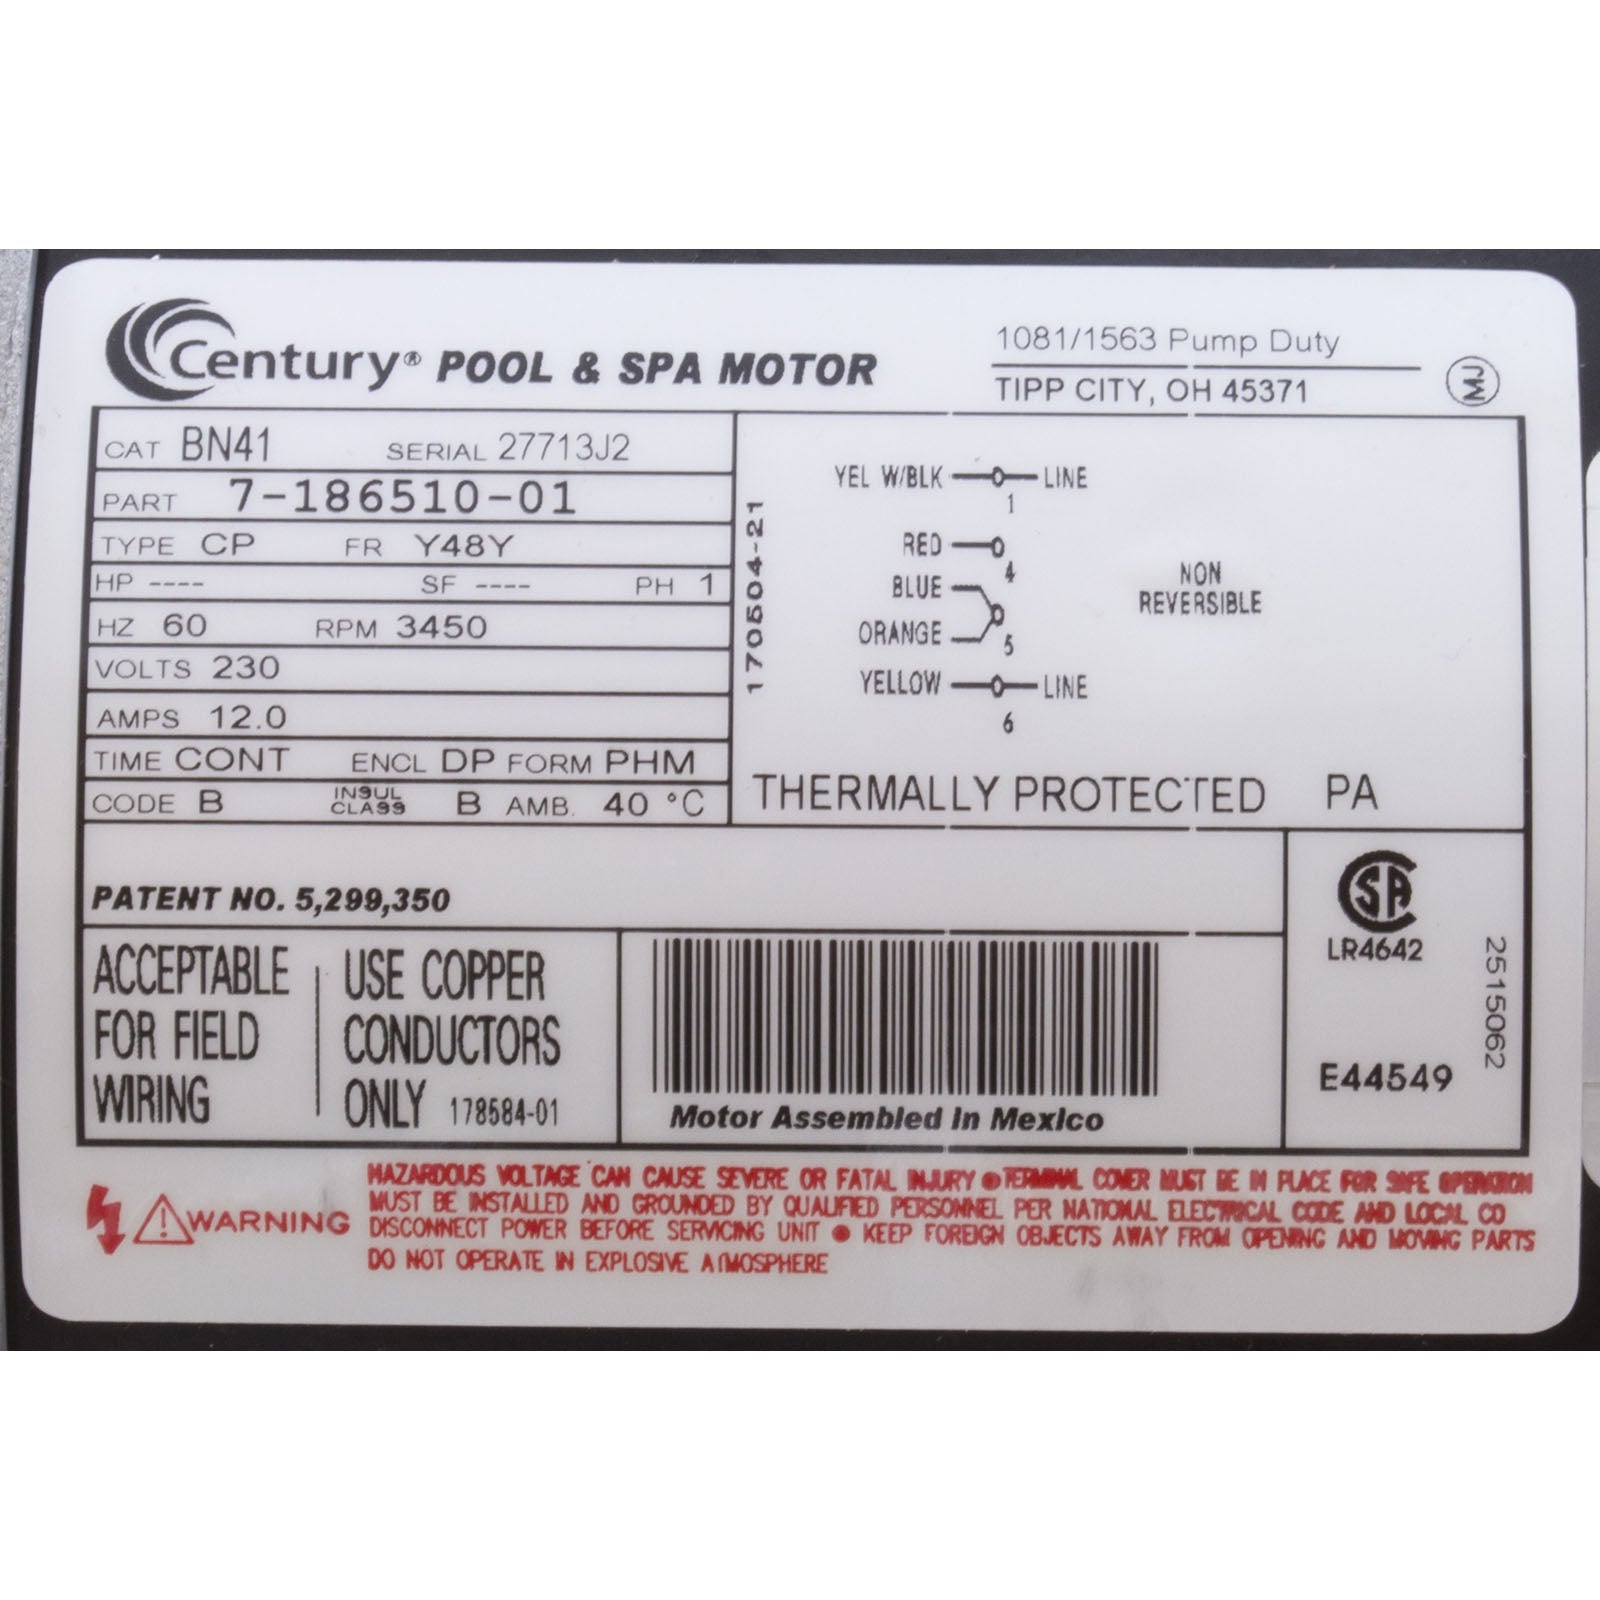 Century® POOL & SPA MOTOR
1081/1563 Pump Duty
TIPP CITY, OH 45371
CAT BN41 SERIAL 27713J2
PART 7-186510-01
TYPE CP FR Y48Y
HP ---- SF ---- PH 1
HZ 60 RPM 3450
VOLTS 230
AMPS 12.0
TIME CONT ENCL DP FORM PHM
CODE B INSUL CLASS B AMB. 40 °C
170504-21
YEL W/BLK LINE
1
RED
4
BLUE
ORANGE
5
YELLOW LINE
6
NON
REVERSIBLE
THERMALLY PROTECTED PA
PATENT NO. 5,299,350
ACCEPTABLE
FOR FIELD
WIRING
USE COPPER
CONDUCTORS
ONLY 178584-01
Motor Assembled In Mexico
LR4642
E44549
2515062
WARNING
HAZARDOUS VOLTAGE CAN CAUSE SEVERE OR FATAL INJURY ● TERMINAL COVER MUST BE IN PLACE FOR SAFE OPERATION
MUST BE INSTALLED AND GROUNDED BY QUALIFIED PERSONNEL PER NATIONAL ELECTRICAL CODE AND LOCAL CO
DISCONNECT POWER BEFORE SERVICING UNIT ● KEEP FOREIGN OBJECTS AWAY FROM OPENING AND MOVING PARTS
DO NOT OPERATE IN EXPLOSIVE ATMOSPHERE